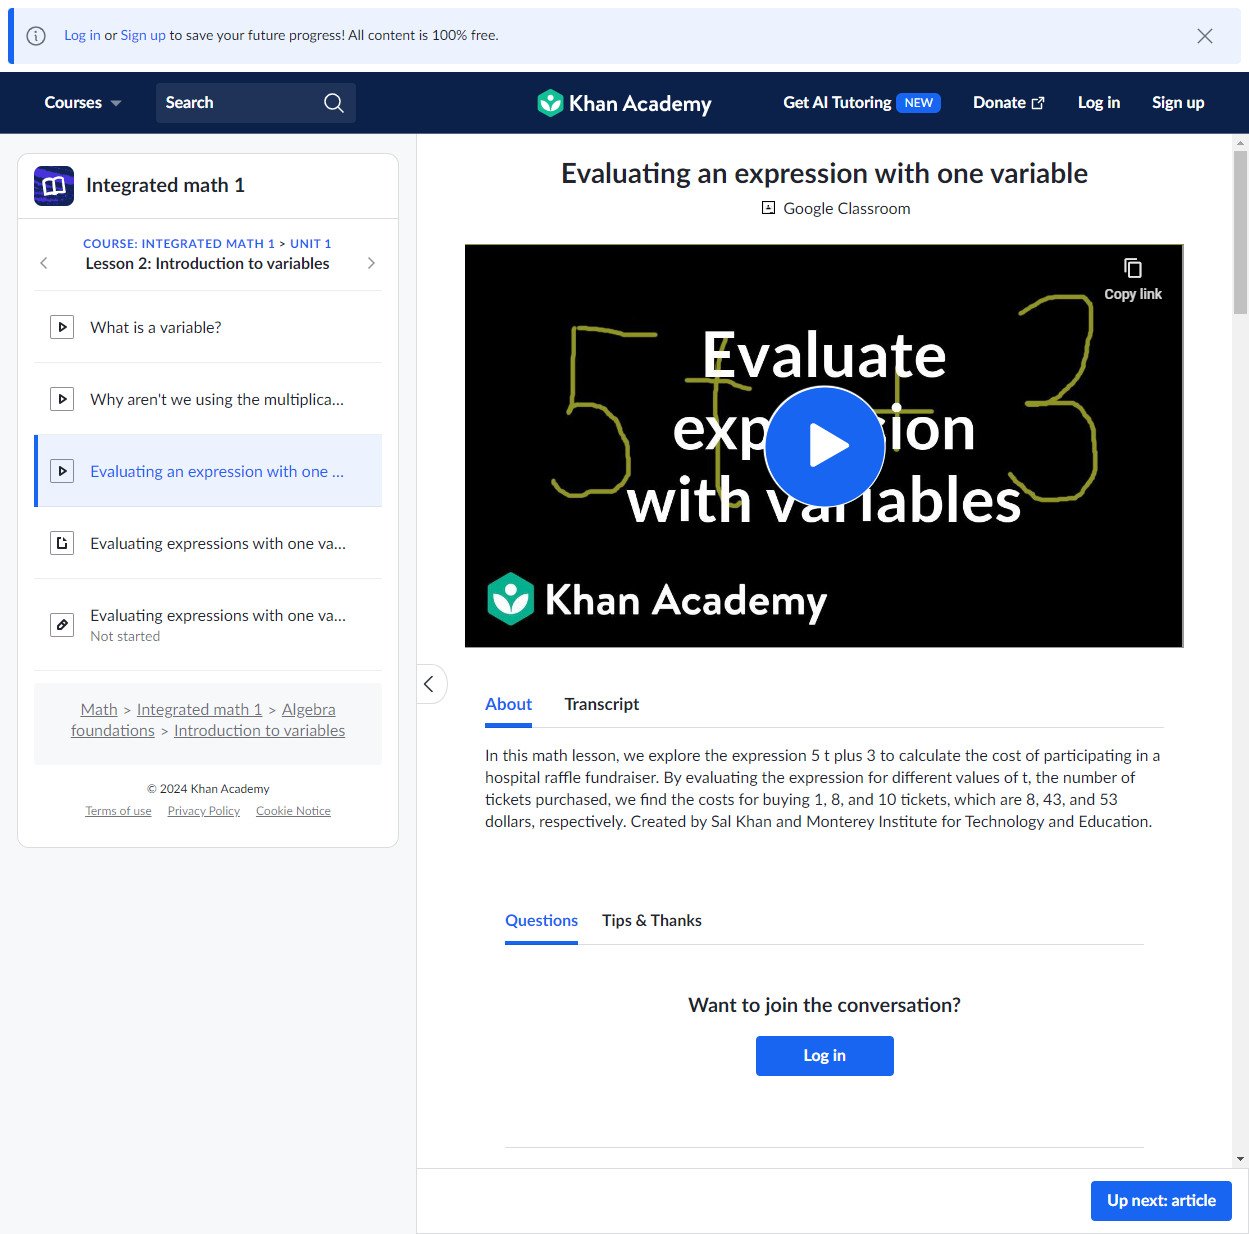 Log in or Sign up to save your future progress! All content is 100% free.
Courses
Search
Khan Academy
Get AI Tutoring NEW
Donate
Log in
Sign up
Integrated math 1
COURSE: INTEGRATED MATH 1 > UNIT 1
Lesson 2: Introduction to variables
What is a variable?
Why aren't we using the multiplica...
Evaluating an expression with one ...
Evaluating expressions with one va...
Evaluating expressions with one va...
Not started
Math > Integrated math 1 > Algebra
foundations > Introduction to variables
© 2024 Khan Academy
Terms of use Privacy Policy Cookie Notice
Evaluating an expression with one variable
Google Classroom
Copy link
5t + 3
Evaluate
expression
with variables
Khan Academy
About Transcript
In this math lesson, we explore the expression 5 t plus 3 to calculate the cost of participating in a
hospital raffle fundraiser. By evaluating the expression for different values of t, the number of
tickets purchased, we find the costs for buying 1, 8, and 10 tickets, which are 8, 43, and 53
dollars, respectively. Created by Sal Khan and Monterey Institute for Technology and Education.
Questions Tips & Thanks
Want to join the conversation?
Log in
Up next: article